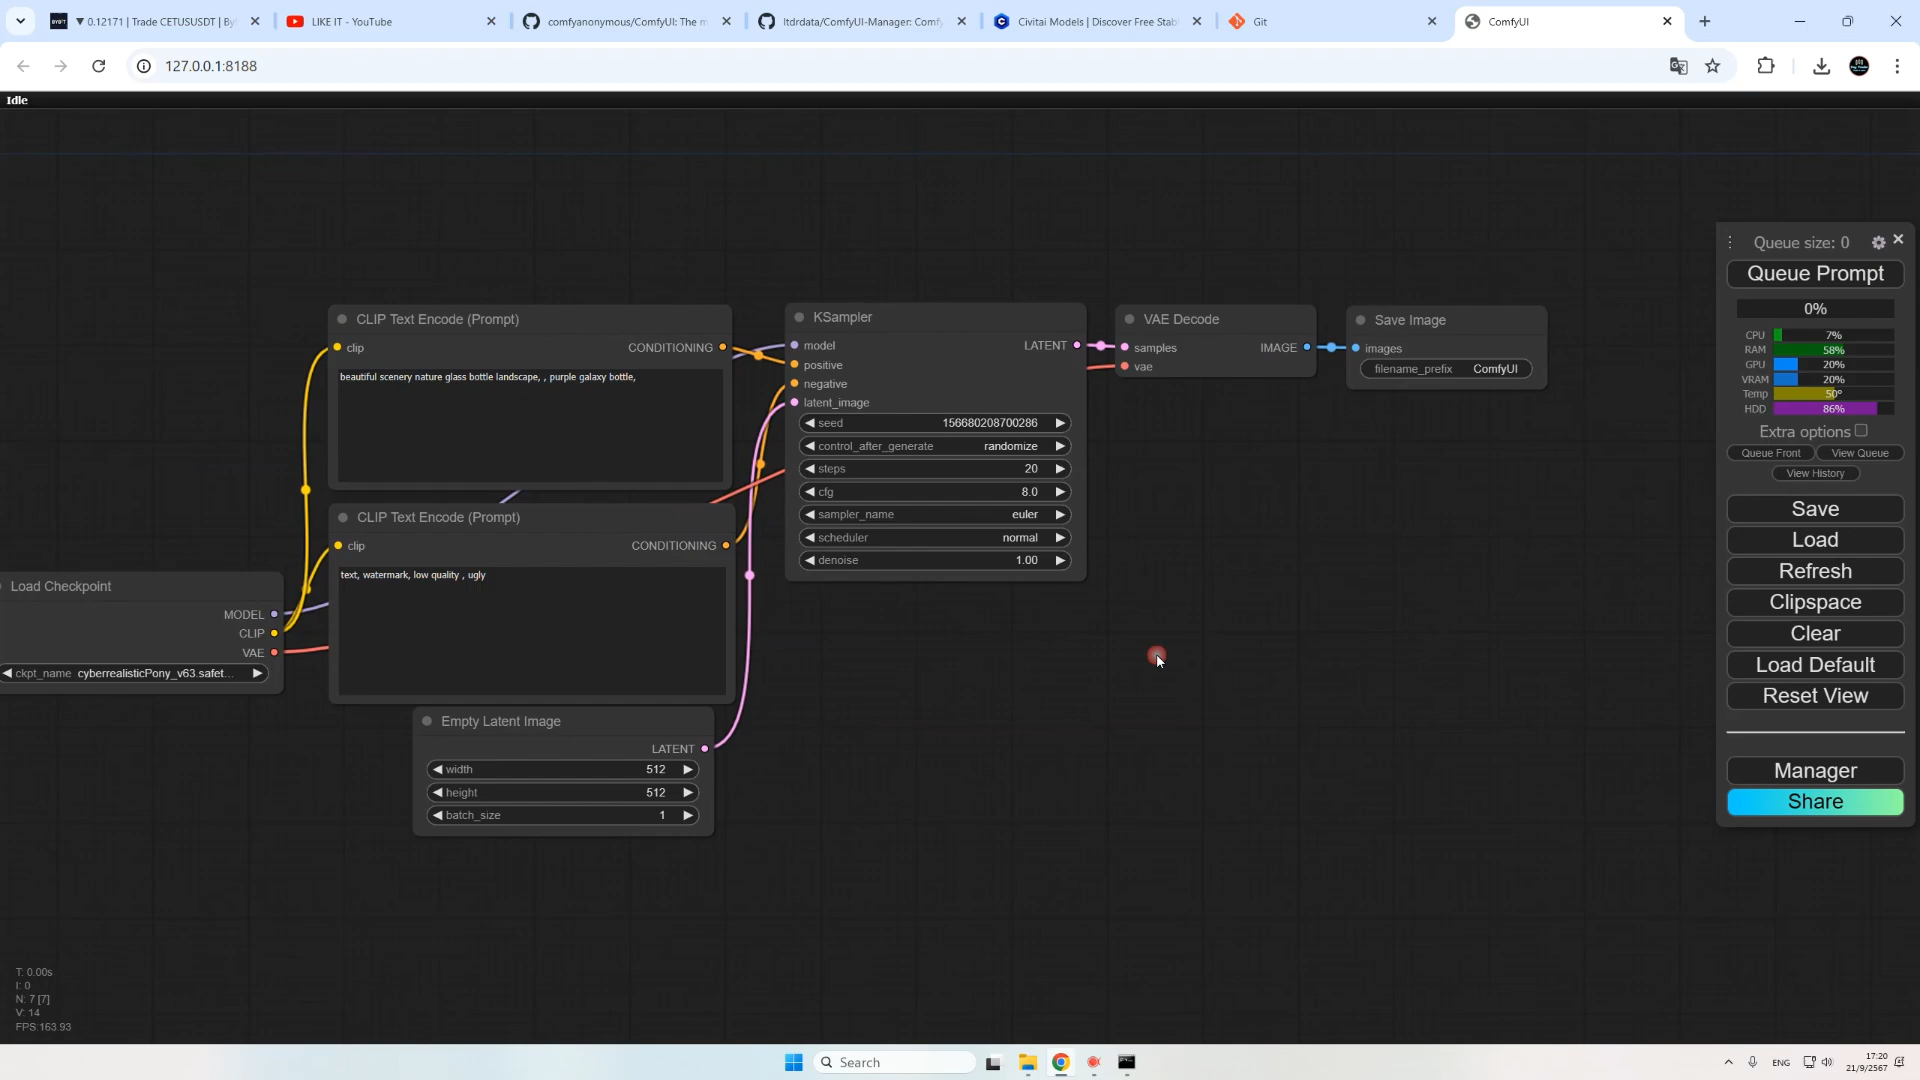 ▼ 0.12171 | Trade CETUSUSDT | By
LIKE IT - YouTube
comfyanonymous/ComfyUI: The m
ltdrdata/ComfyUI-Manager: Comfy
Civitai Models | Discover Free Stab
Git
ComfyUI
127.0.0.1:8188
Idle
CLIP Text Encode (Prompt)
clip
CONDITIONING
beautiful scenery nature glass bottle landscape, , purple galaxy bottle,
CLIP Text Encode (Prompt)
clip
CONDITIONING
text, watermark, low quality , ugly
Load Checkpoint
MODEL
CLIP
VAE
ckpt_name cyberrealisticPony_v63.safet...
Empty Latent Image
LATENT
width 512
height 512
batch_size 1
KSampler
model
LATENT
positive
negative
latent_image
seed 156680208700286
control_after_generate randomize
steps 20
cfg 8.0
sampler_name euler
scheduler normal
denoise 1.00
VAE Decode
samples
IMAGE
vae
Save Image
images
filename_prefix ComfyUI
Queue size: 0
Queue Prompt
0%
CPU 7%
RAM 58%
GPU 20%
VRAM 20%
Temp 50°
HDD 86%
Extra options
Queue Front
View Queue
View History
Save
Load
Refresh
Clipspace
Clear
Load Default
Reset View
Manager
Share
T: 0.00s
I: 0
N: 7 [7]
V: 14
FPS:163.93
Search
ENG
17:20
21/9/2567